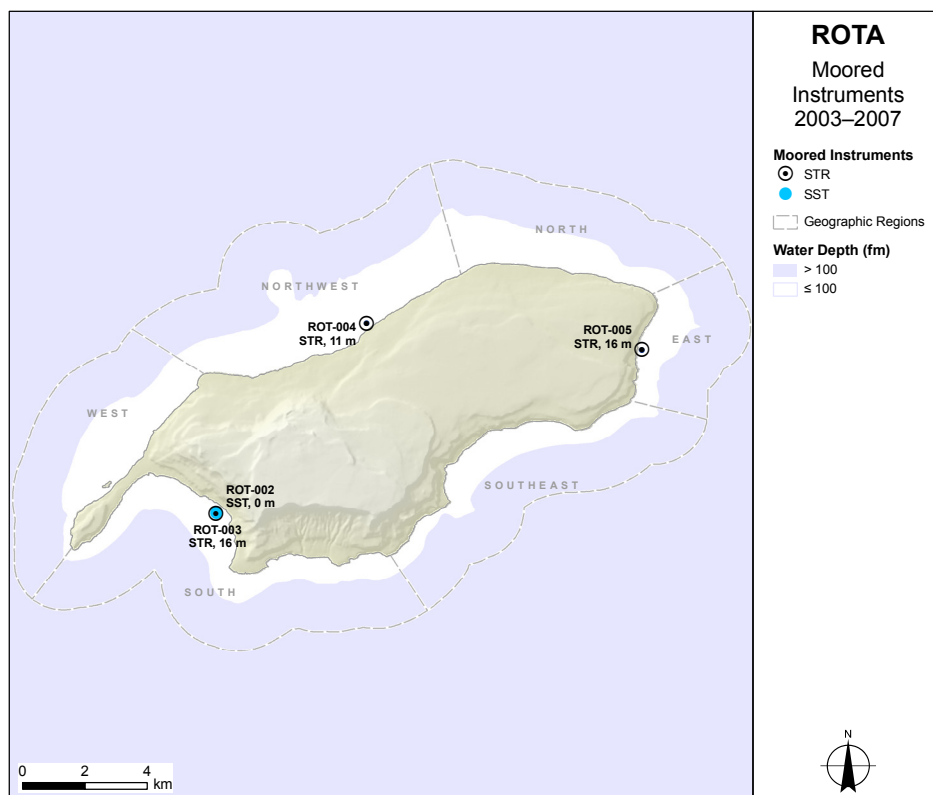 ROTA
Moored
Instruments
2003–2007
Moored Instruments
STR
SST
Geographic Regions
Water Depth (fm)
> 100
≤ 100
NORTH
NORTHWEST
ROT-004
STR, 11 m
ROT-005
STR, 16 m
EAST
WEST
SOUTHEAST
ROT-002
SST, 0 m
ROT-003
STR, 16 m
SOUTH
0 2 4
km
N